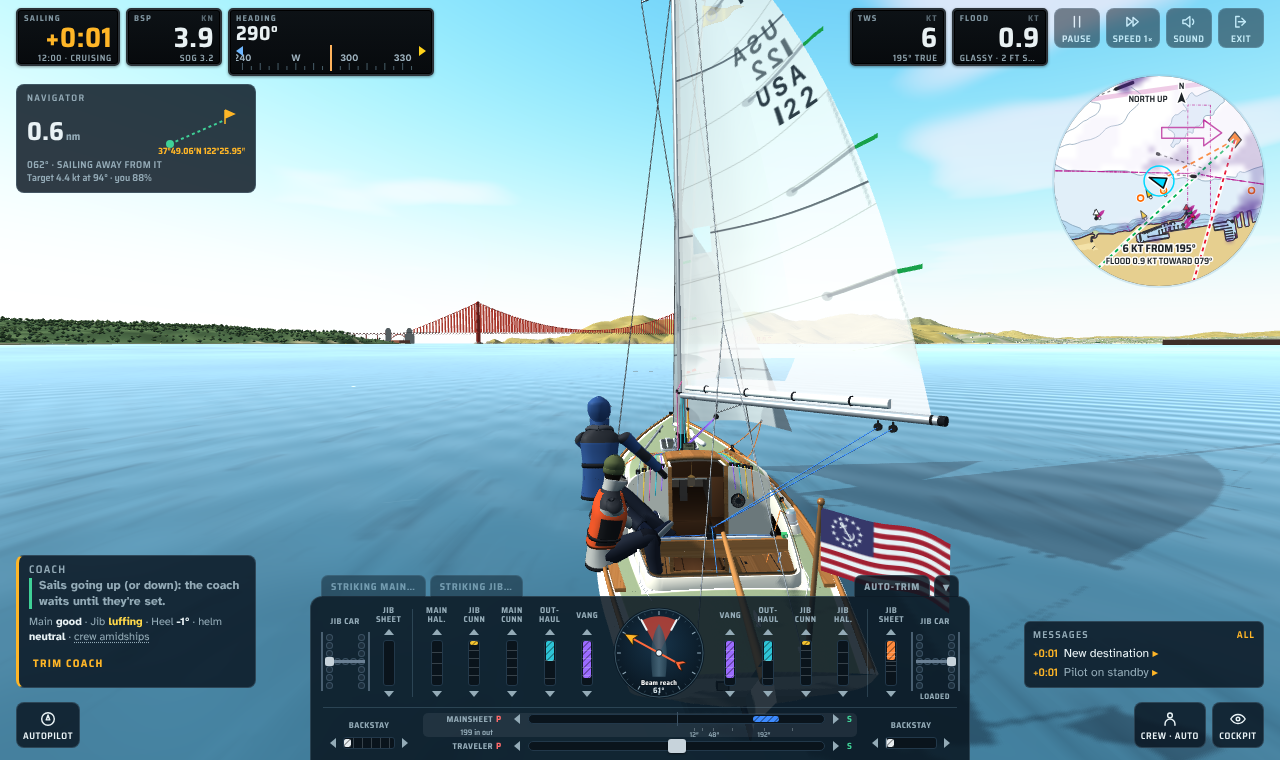 SAILING
+0:01
12:00 · CRUISING
BSP KN
3.9
SOG 3.2
HEADING
290°
240 W 300 330
TWS KT
6
195° TRUE
FLOOD KT
0.9
GLASSY · 2 FT S...
PAUSE
SPEED 1×
SOUND
EXIT
NAVIGATOR
0.6 nm
37°49.06'N 122°25.95'
062° · SAILING AWAY FROM IT
Target 4.4 kt at 94° · you 88%
USA
122
USA
122
NORTH UP
N
6 KT FROM 195°
FLOOD 0.9 KT TOWARD 079°
COACH
Sails going up (or down): the coach
waits until they're set.
Main good · Jib luffing · Heel -1° · helm
neutral · crew amidships
TRIM COACH
AUTOPILOT
STRIKING MAIN...
STRIKING JIB...
AUTO-TRIM
JIB CAR
JIB SHEET
MAIN HAL.
JIB CUNN
MAIN CUNN
OUT-HAUL
VANG
Beam reach
61°
VANG
OUT-HAUL
JIB CUNN
JIB HAL.
JIB SHEET
JIB CAR
LOADED
BACKSTAY
MAINSHEET P
S
199 in out
12° 48° 192°
TRAVELER P
S
BACKSTAY
MESSAGES ALL
+0:01 New destination
+0:01 Pilot on standby
CREW · AUTO
COCKPIT